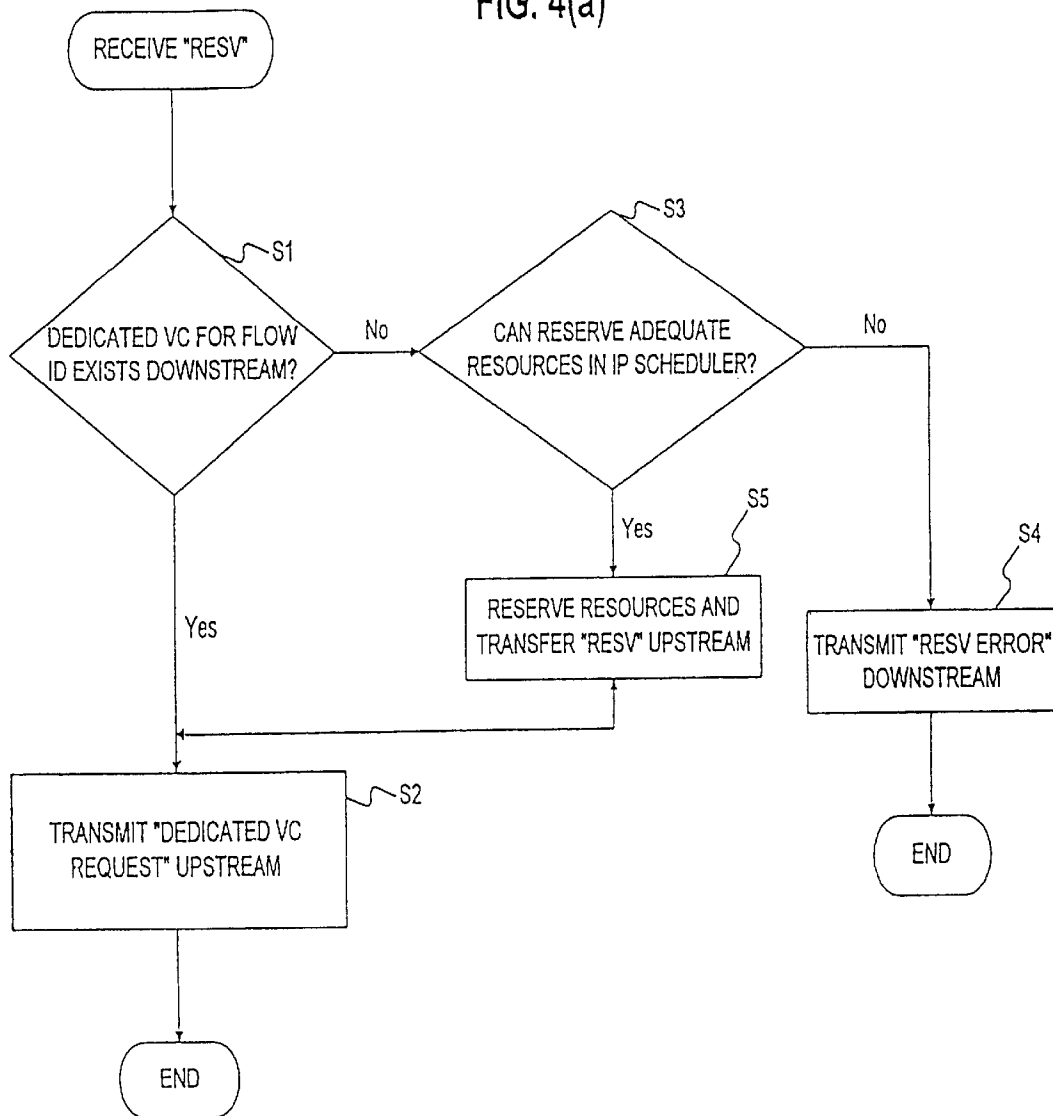 FIG. 4(a)
RECEIVE "RESV"
S1
DEDICATED VC FOR FLOW
ID EXISTS DOWNSTREAM?
No
S3
CAN RESERVE ADEQUATE
RESOURCES IN IP SCHEDULER?
No
Yes
S5
RESERVE RESOURCES AND
TRANSFER "RESV" UPSTREAM
S4
TRANSMIT "RESV ERROR"
DOWNSTREAM
END
Yes
S2
TRANSMIT "DEDICATED VC
REQUEST" UPSTREAM
END